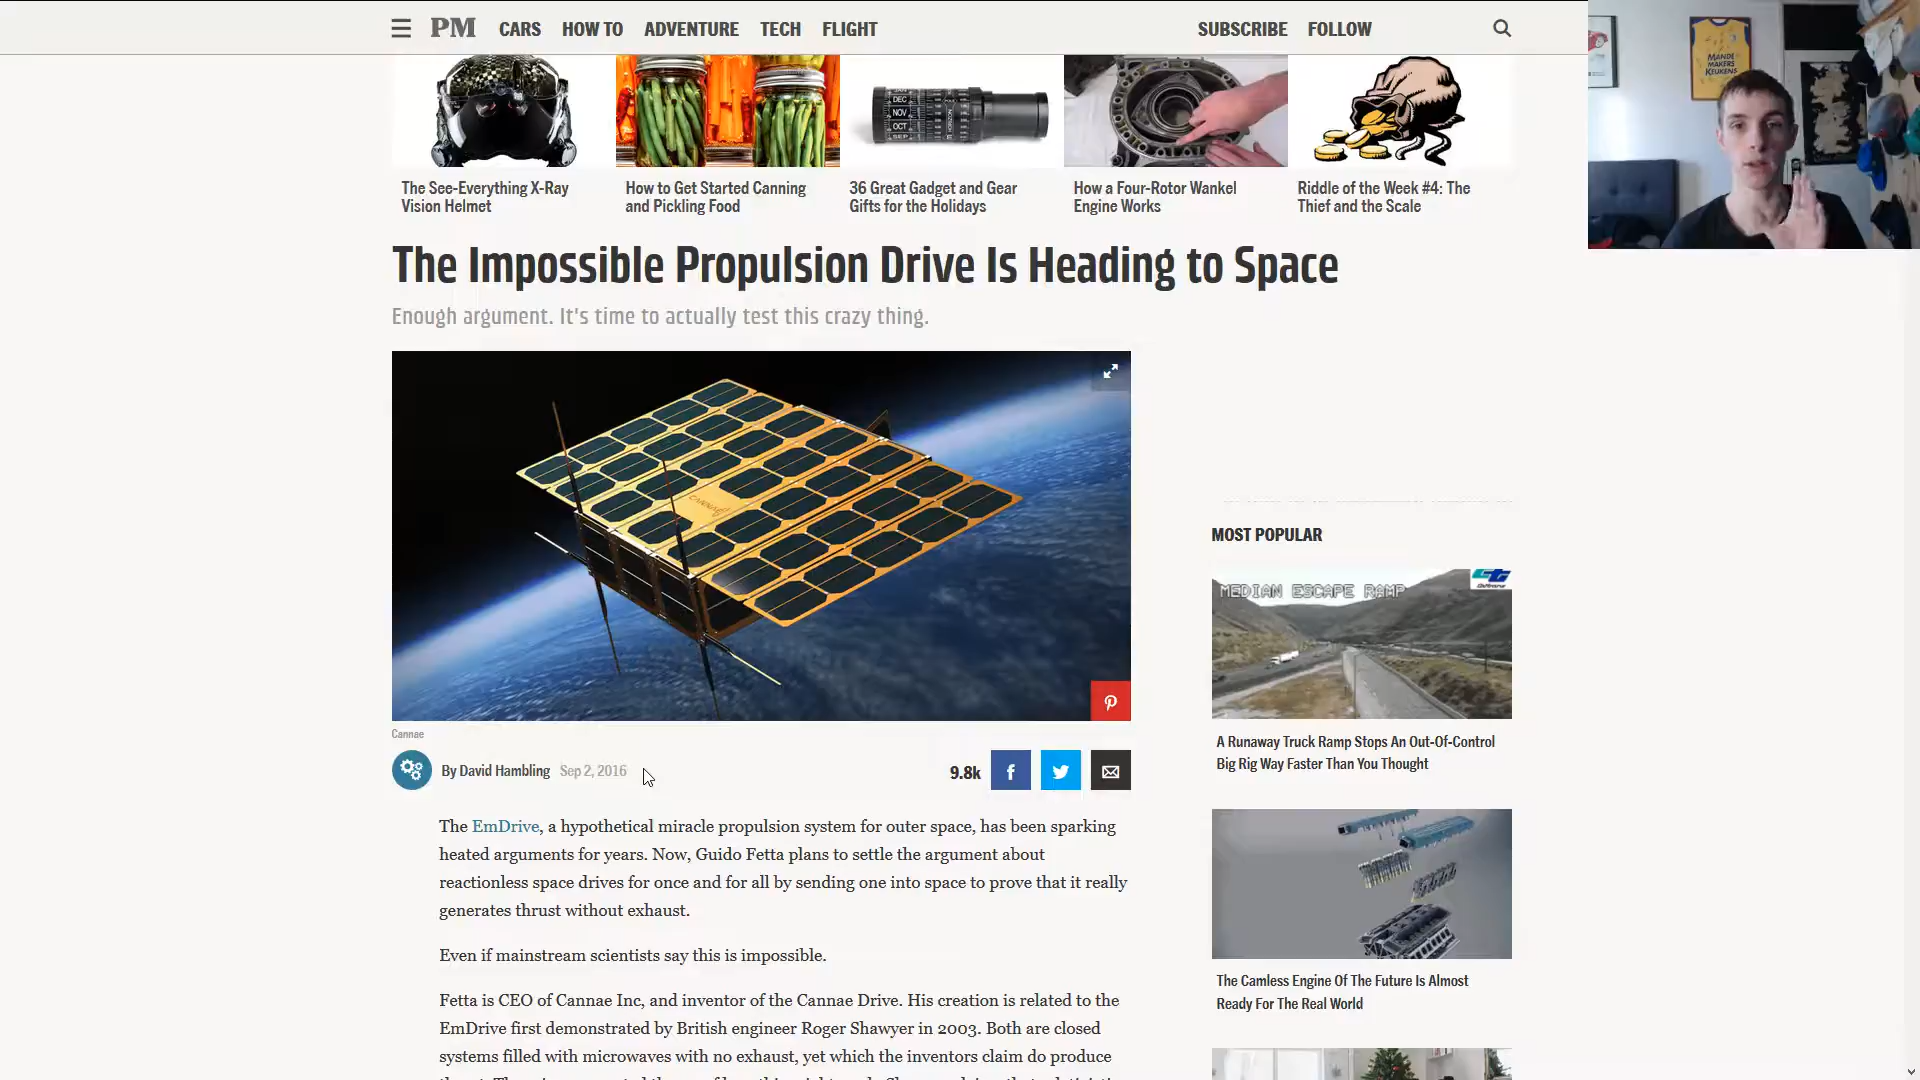 PM CARS HOW TO ADVENTURE TECH FLIGHT SUBSCRIBE FOLLOW
MANDE
MAKERS
KEUKENS
DEC
NOV
OCT
SEP
The See-Everything X-Ray
Vision Helmet
How to Get Started Canning
and Pickling Food
36 Great Gadget and Gear
Gifts for the Holidays
How a Four-Rotor Wankel
Engine Works
Riddle of the Week #4: The
Thief and the Scale
The Impossible Propulsion Drive Is Heading to Space
Enough argument. It's time to actually test this crazy thing.
Cannae
By David Hambling Sep 2, 2016
9.8k
The EmDrive, a hypothetical miracle propulsion system for outer space, has been sparking
heated arguments for years. Now, Guido Fetta plans to settle the argument about
reactionless space drives for once and for all by sending one into space to prove that it really
generates thrust without exhaust.
Even if mainstream scientists say this is impossible.
Fetta is CEO of Cannae Inc, and inventor of the Cannae Drive. His creation is related to the
EmDrive first demonstrated by British engineer Roger Shawyer in 2003. Both are closed
systems filled with microwaves with no exhaust, yet which the inventors claim do produce
MOST POPULAR
MEDIAN ESCAPE RAMP
A Runaway Truck Ramp Stops An Out-Of-Control
Big Rig Way Faster Than You Thought
The Camless Engine Of The Future Is Almost
Ready For The Real World